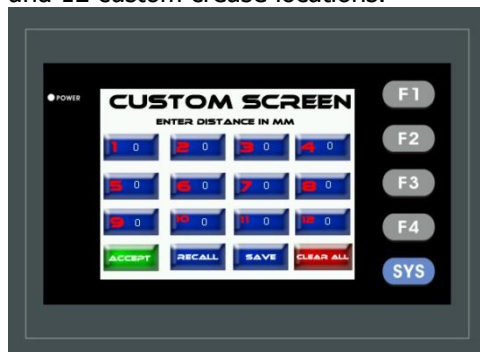 and 12 custom crease locations.
POWER
CUSTOM SCREEN
ENTER DISTANCE IN MM
1 0 2 0 3 0 4 0
5 0 6 0 7 0 8 0
9 0 10 0 11 0 12 0
ACCEPT RECALL SAVE CLEAR ALL
F1
F2
F3
F4
SYS